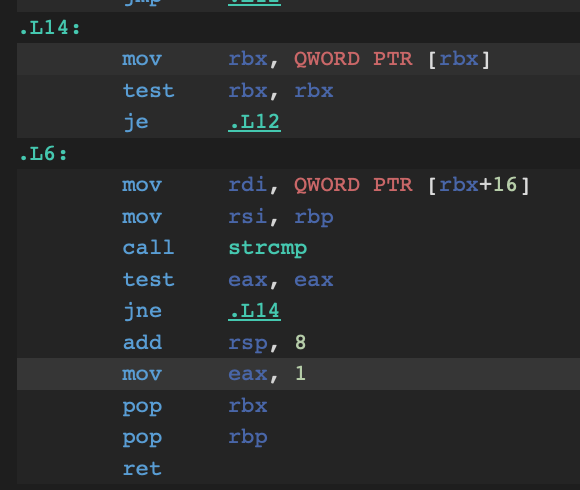 jmp .L12
.L14:
mov rbx, QWORD PTR [rbx]
test rbx, rbx
je .L12
.L6:
mov rdi, QWORD PTR [rbx+16]
mov rsi, rbp
call strcmp
test eax, eax
jne .L14
add rsp, 8
mov eax, 1
pop rbx
pop rbp
ret